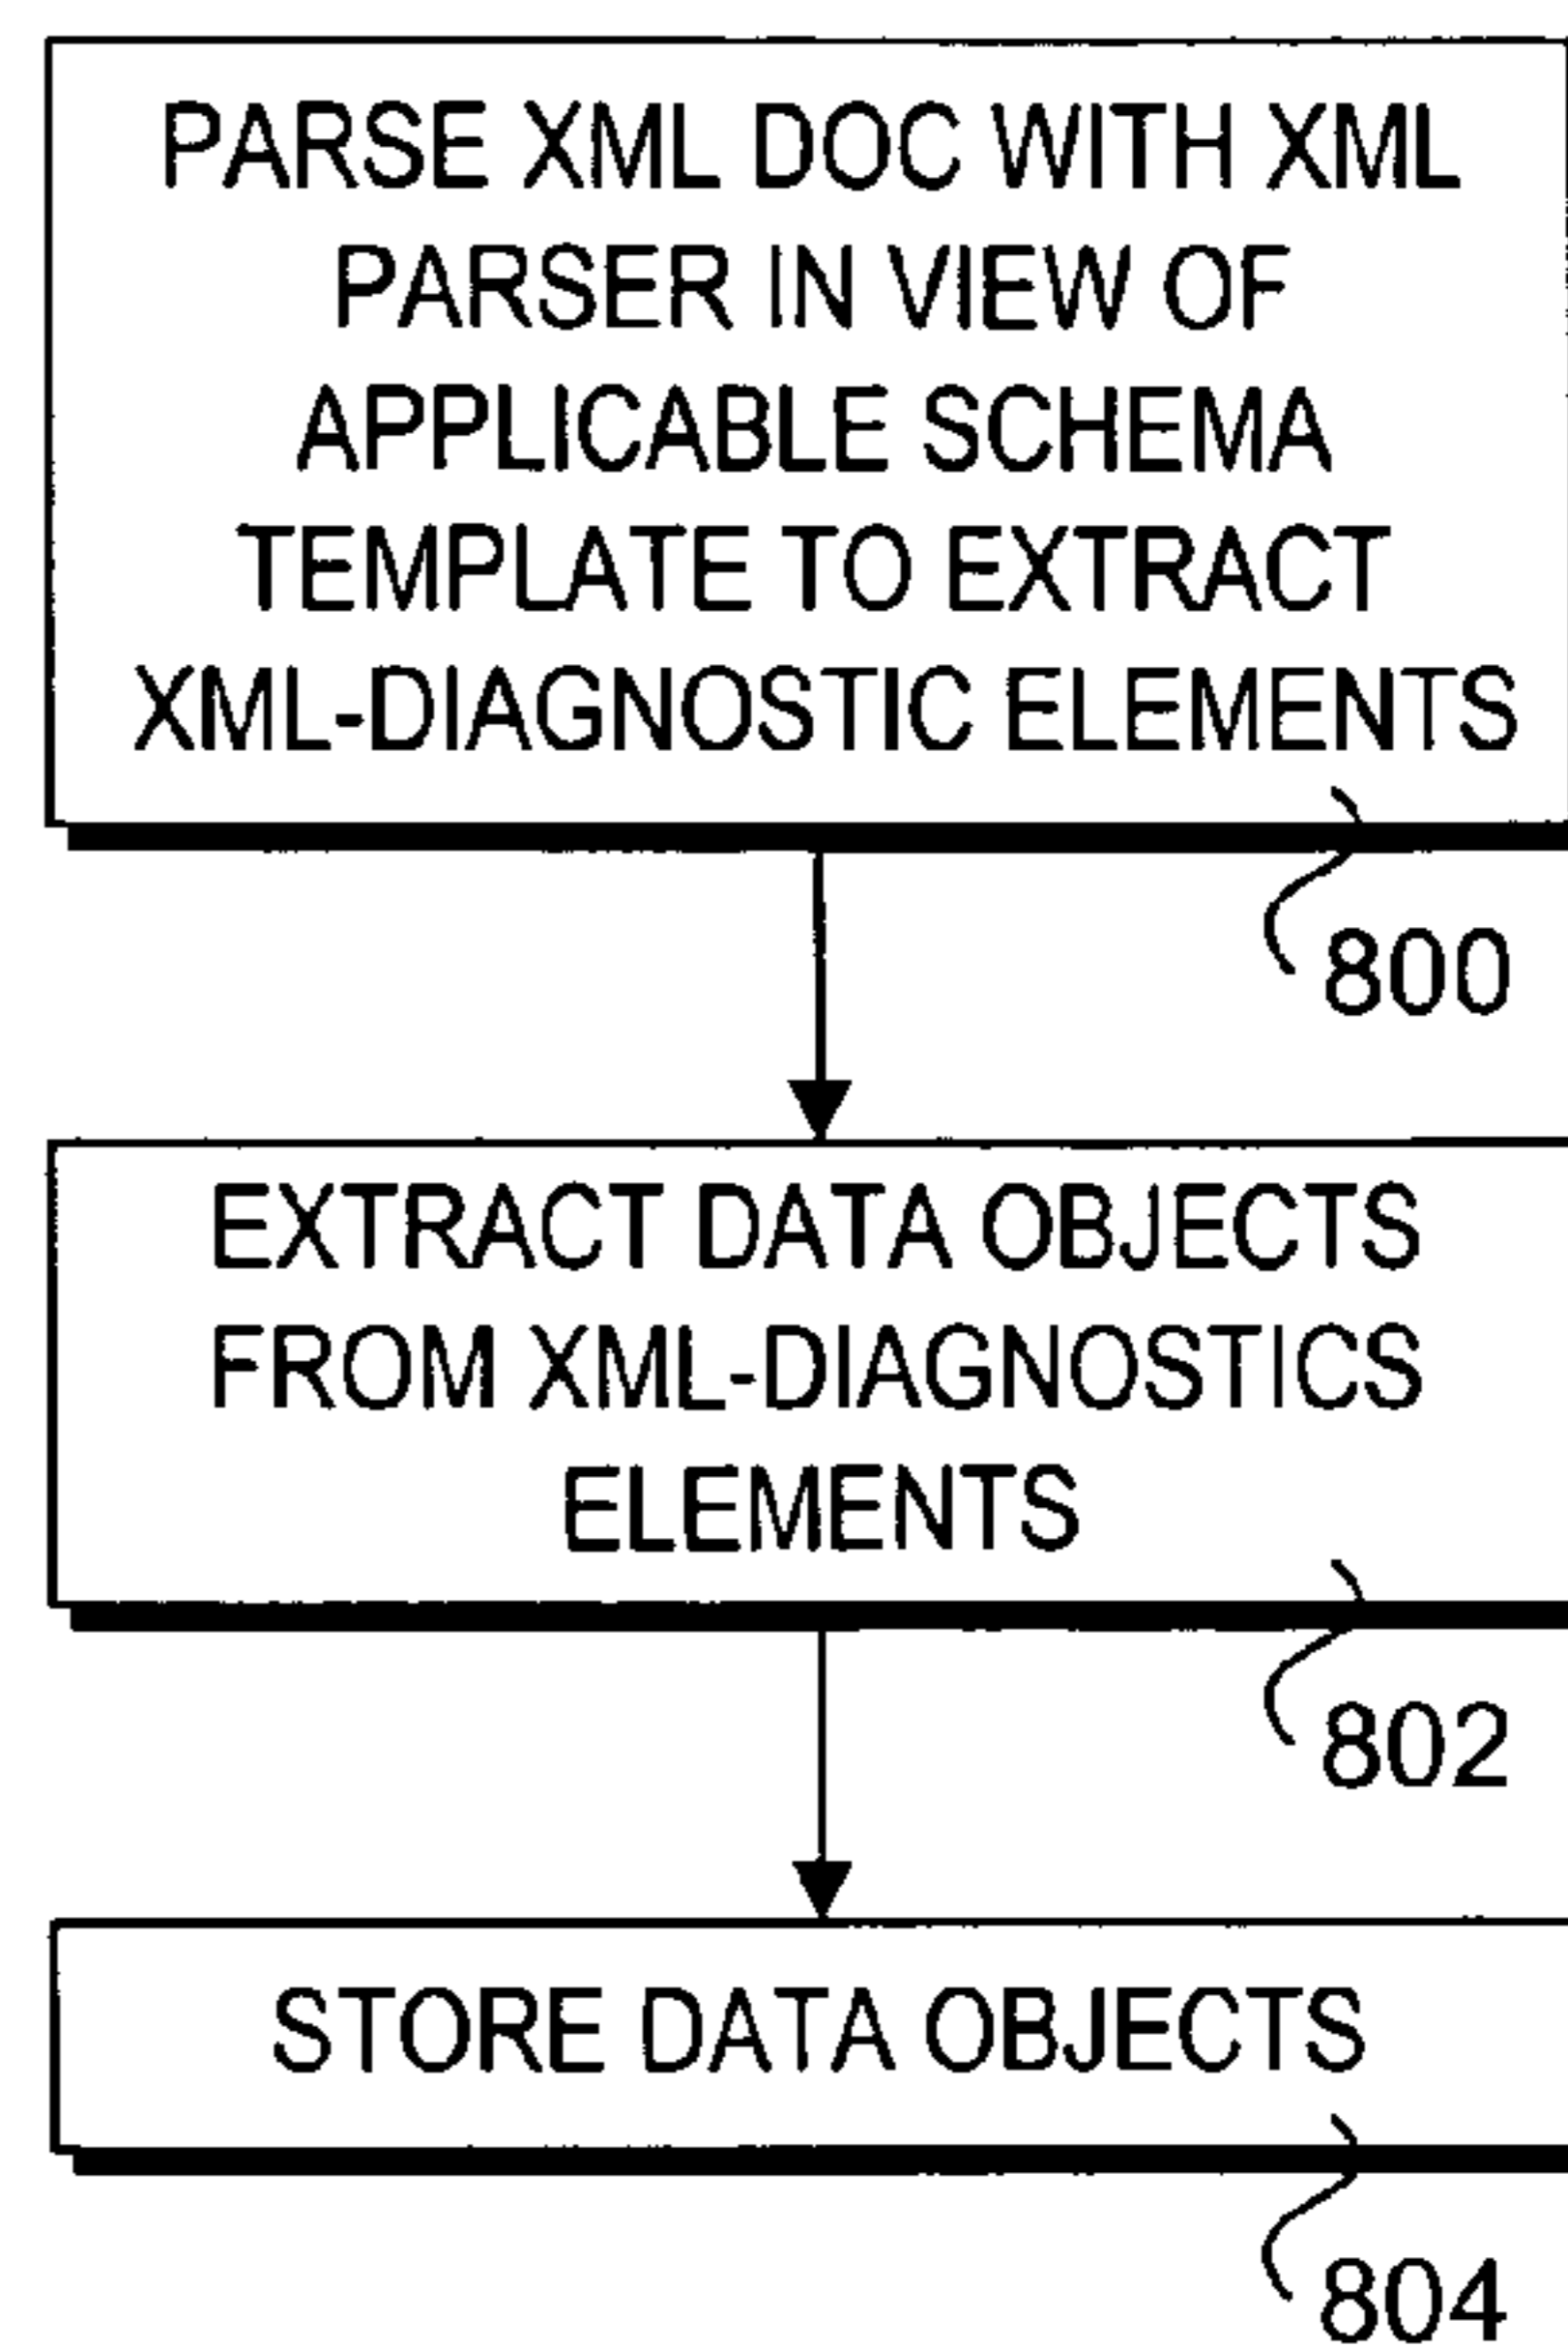 PARSE XML DOC WITH XML
PARSER IN VIEW OF
APPLICABLE SCHEMA
TEMPLATE TO EXTRACT
XML-DIAGNOSTIC ELEMENTS
800
EXTRACT DATA OBJECTS
FROM XML-DIAGNOSTICS
ELEMENTS
802
STORE DATA OBJECTS
804